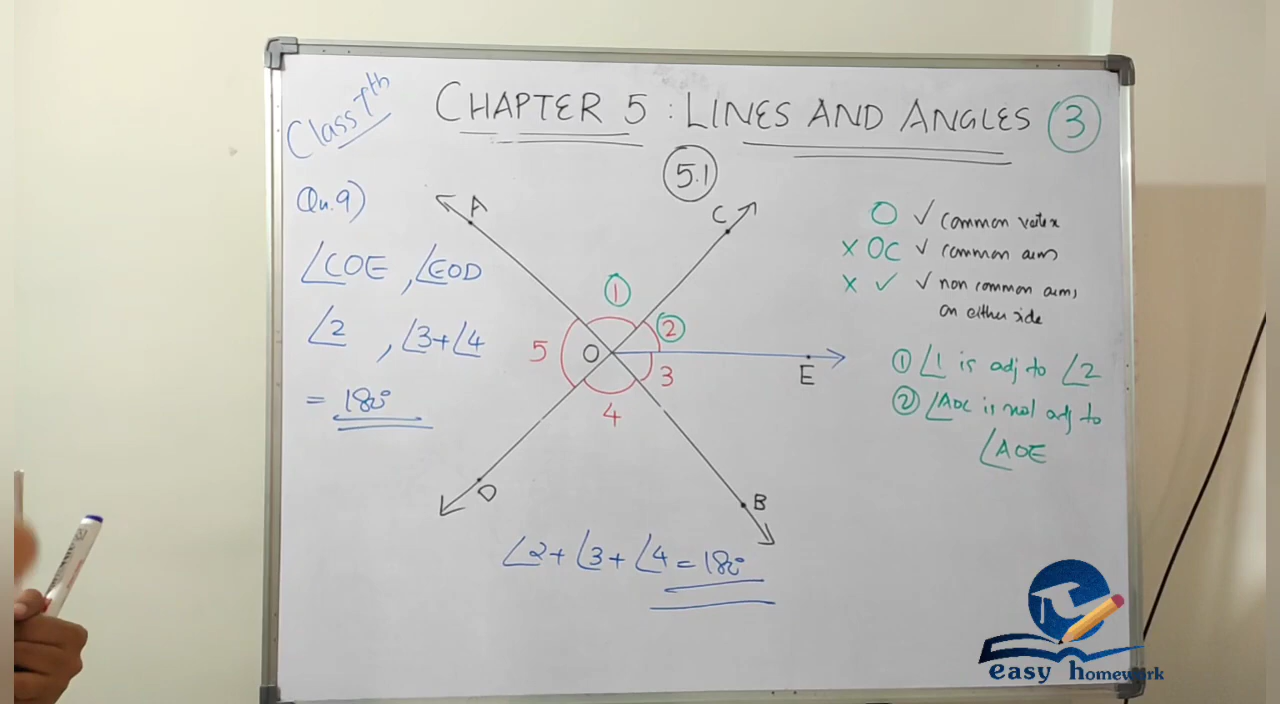 Class 7th
CHAPTER 5 : LINES AND ANGLES 3
5.1
Qn.9)
∠COE , ∠EOD
∠2 , ∠3+∠4
= 180°
A
C
1
2
5
O
3
E
4
D
B
∠2+ ∠3+ ∠4 = 180°
O ✓ common vertex
× OC ✓ common arm
× ✓ ✓ non common arms
on either side
① ∠1 is adj to ∠2
② ∠AOC is not adj to
∠AOE
easy homework